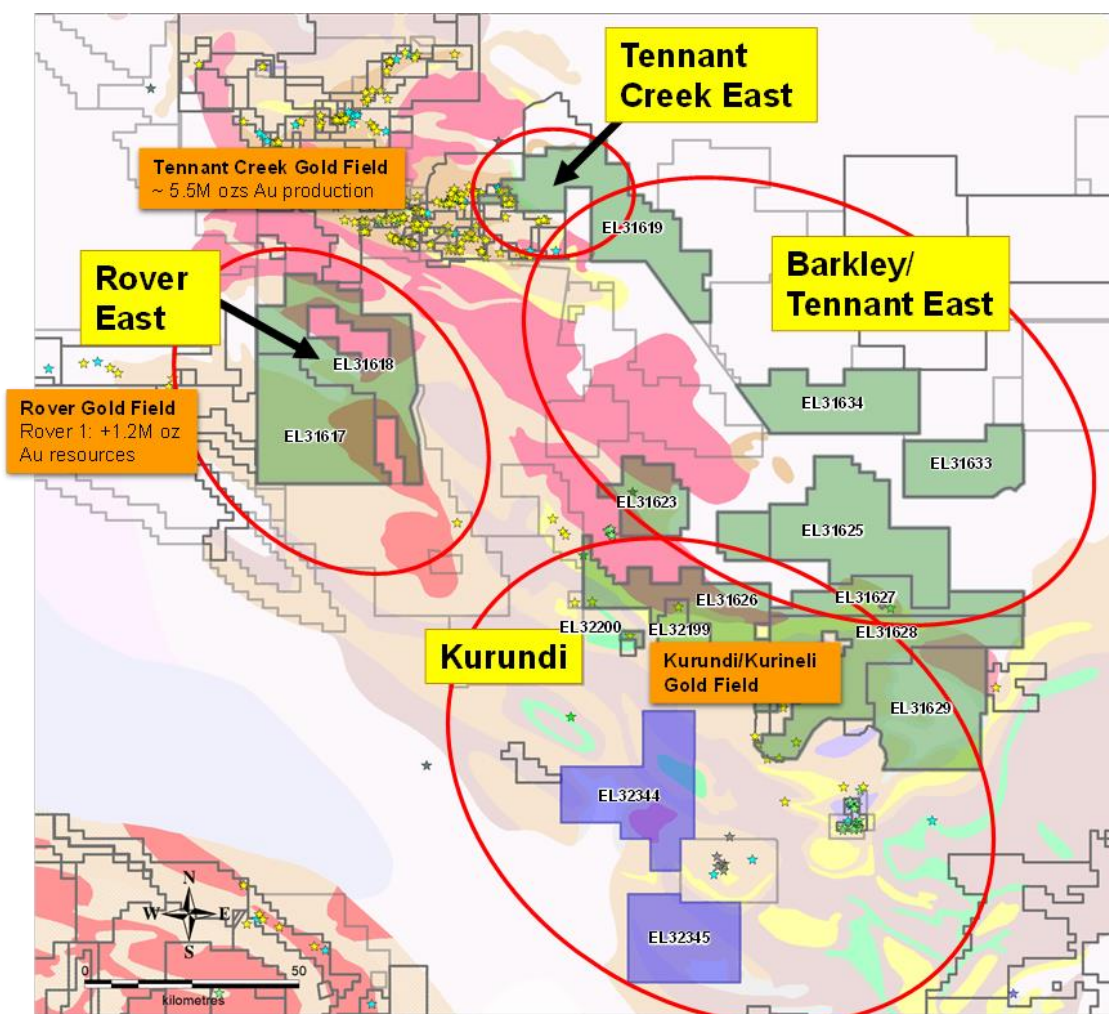 Tennant
Creek East
Tennant Creek Gold Field
~ 5.5M ozs Au production
EL31619
Rover
East
Barkley/
Tennant East
EL31618
Rover Gold Field
Rover 1: +1.2M oz
Au resources
EL31617
EL31634
EL31633
EL31623
EL31625
EL31626
EL31627
EL32200
EL32199
EL31628
Kurundi
Kurundi/Kurineli
Gold Field
EL31629
EL32344
EL32345
N
W E
S
0 50
kilometres